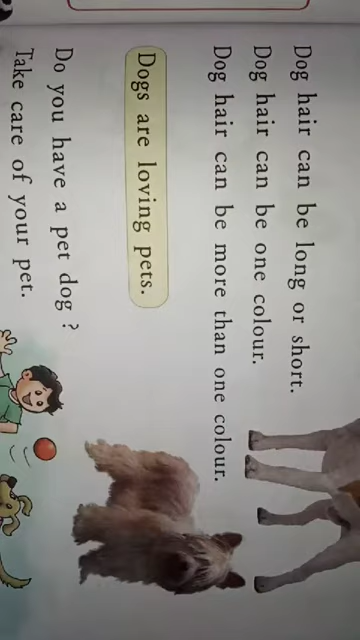 Dog hair can be long or short.
Dog hair can be one colour.
Dog hair can be more than one colour.
Dogs are loving pets.
Do you have a pet dog ?
Take care of your pet.